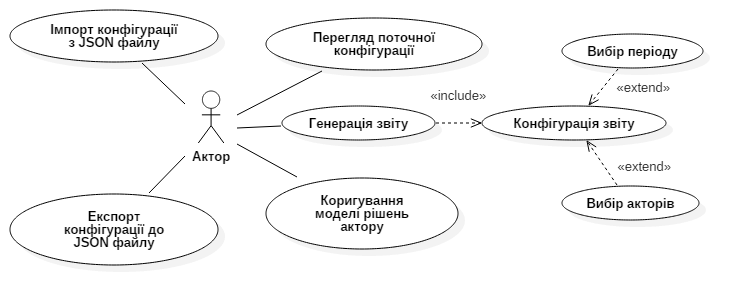 Імпорт конфігурації
з JSON файлу
Перегляд поточної
конфігурації
Вибір періоду
«extend»
«include»
Генерація звіту
Конфігурація звіту
Актор
«extend»
Коригування
моделі рішень
актору
Вибір акторів
Експорт
конфігурації до
JSON файлу